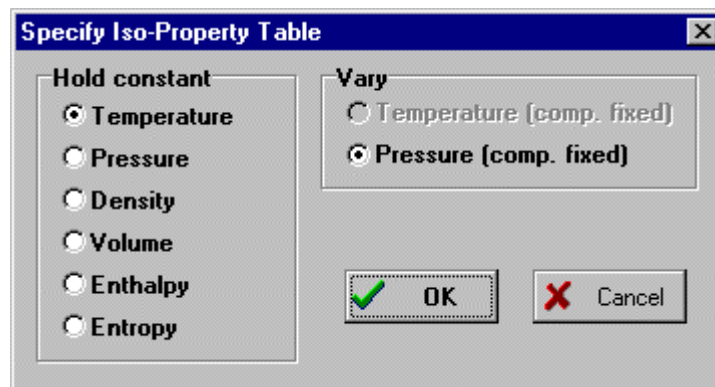 Specify Iso-Property Table
Hold constant
Temperature
Pressure
Density
Volume
Enthalpy
Entropy
Vary
Temperature (comp. fixed)
Pressure (comp. fixed)
OK
Cancel